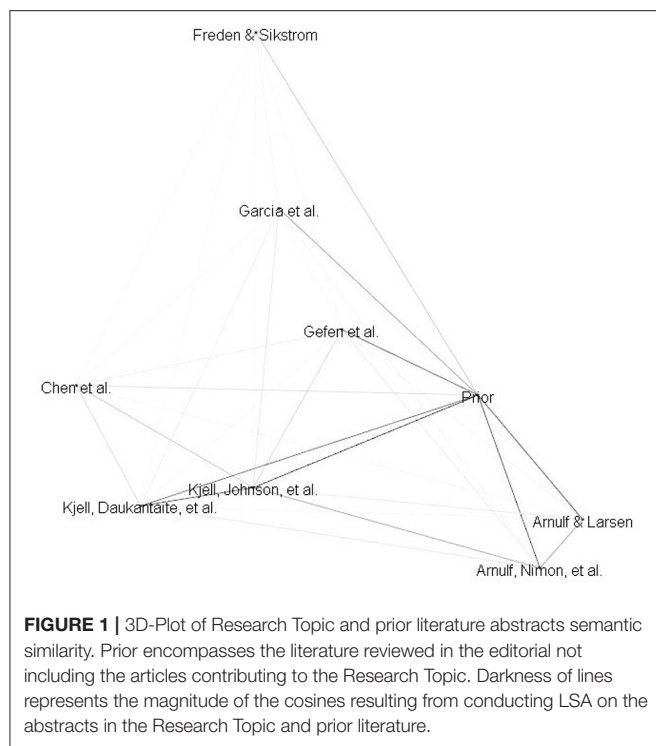 Freden & Sikstrom
Garcia et al.
Gefen et al.
Chen et al.
Prior
Kjell, Johnson, et al.
Kjell, Daukantaite, et al.
Arnulf & Larsen
Arnulf, Nimon, et al.
FIGURE 1 | 3D-Plot of Research Topic and prior literature abstracts semantic
similarity. Prior encompasses the literature reviewed in the editorial not
including the articles contributing to the Research Topic. Darkness of lines
represents the magnitude of the cosines resulting from conducting LSA on the
abstracts in the Research Topic and prior literature.